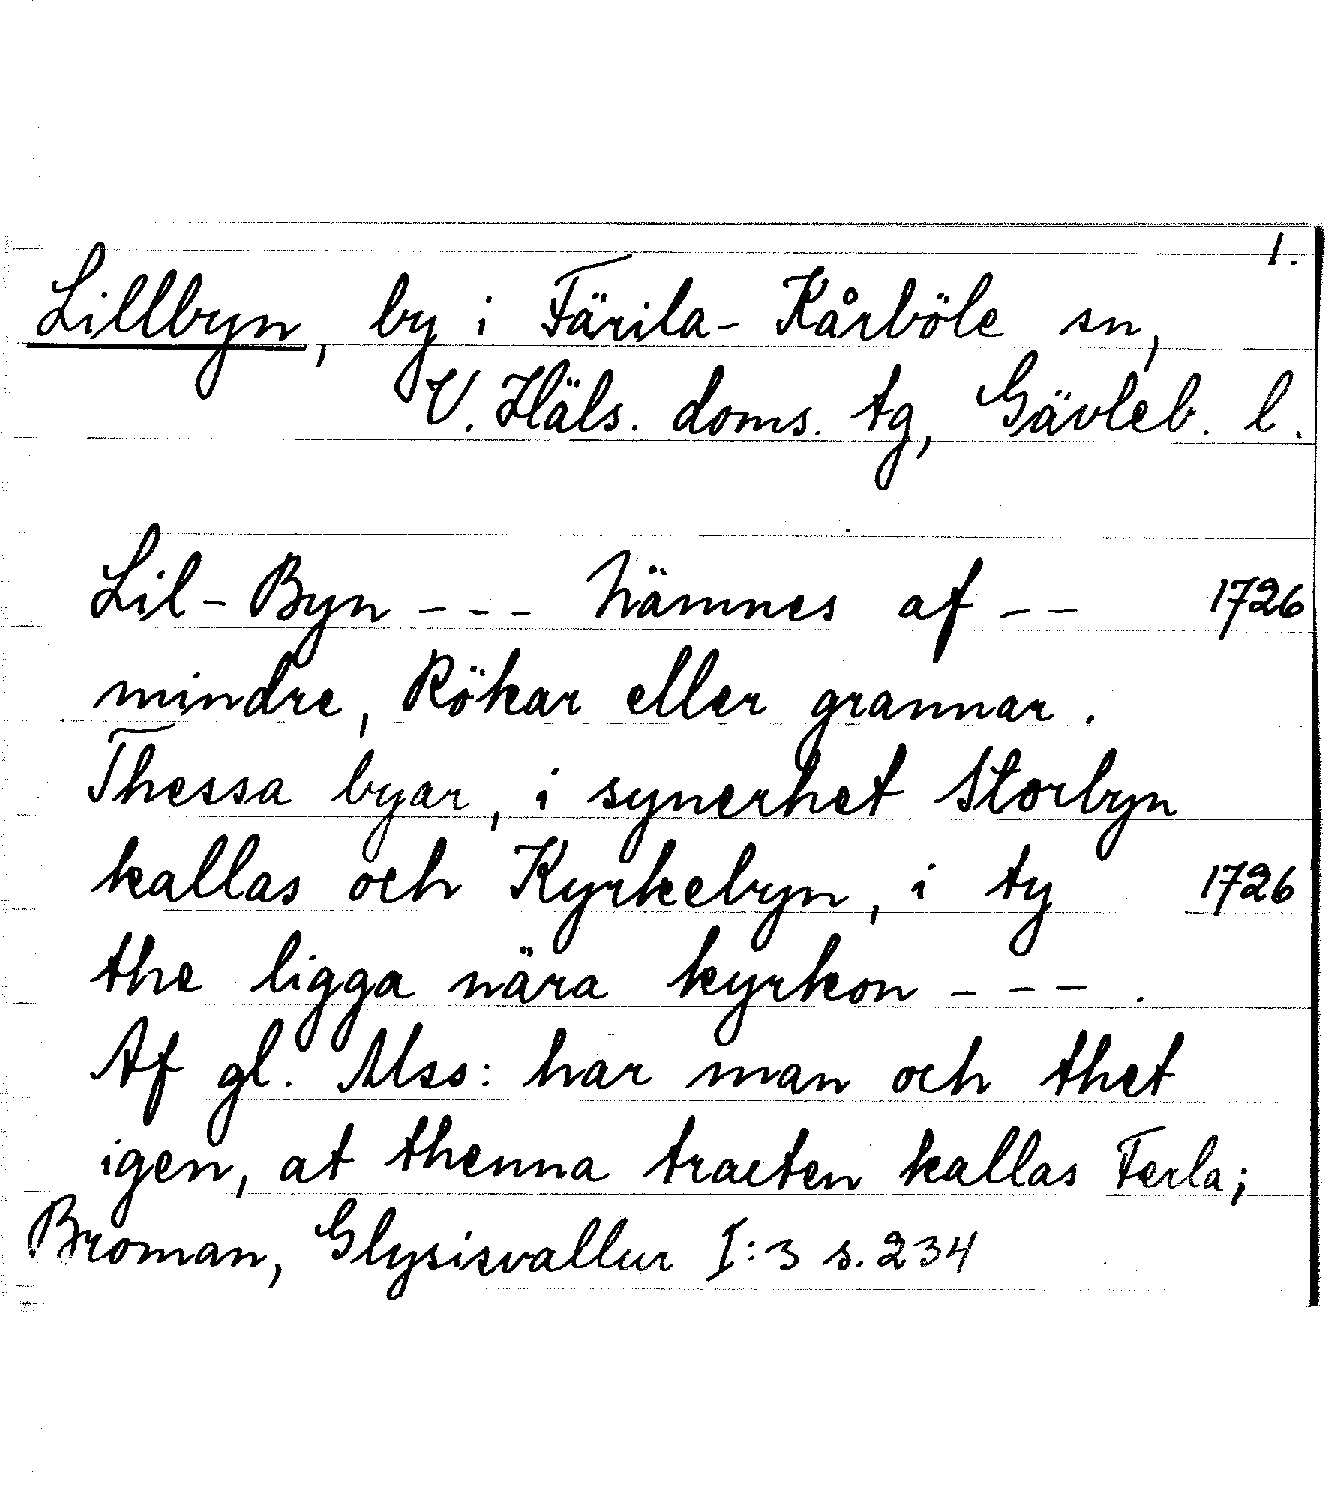 1.
Lillbyn, by i Färila-Kårböle sn,
V. Häls. doms. tg, Gävleb. l.
Lil-Byn --- Nämnes af -- 1726
mindre, Rökar eller grannar.
Thessa byar, i synerhet Storbyn
kallas och Kyrkebyn, i ty 1726
the ligga nära kyrkon ---.
Af gl. Mss: har man och thet
igen, at thenna tracten kallas Ferla;
Broman, Glysisvallur I:3 s. 234